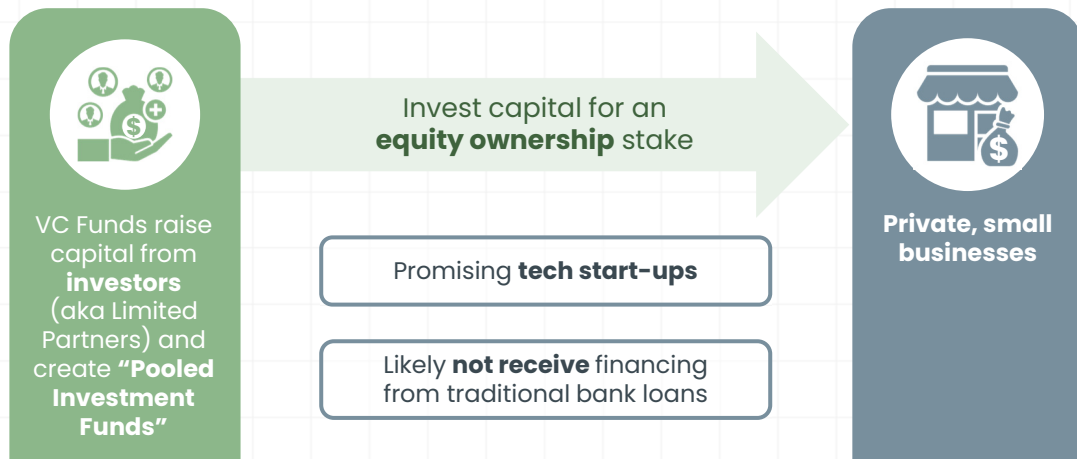 VC Funds raise
capital from
investors
(aka Limited
Partners) and
create “Pooled
Investment
Funds”
Invest capital for an
equity ownership stake
Promising tech start-ups
Likely not receive financing
from traditional bank loans
Private, small
businesses
$
$